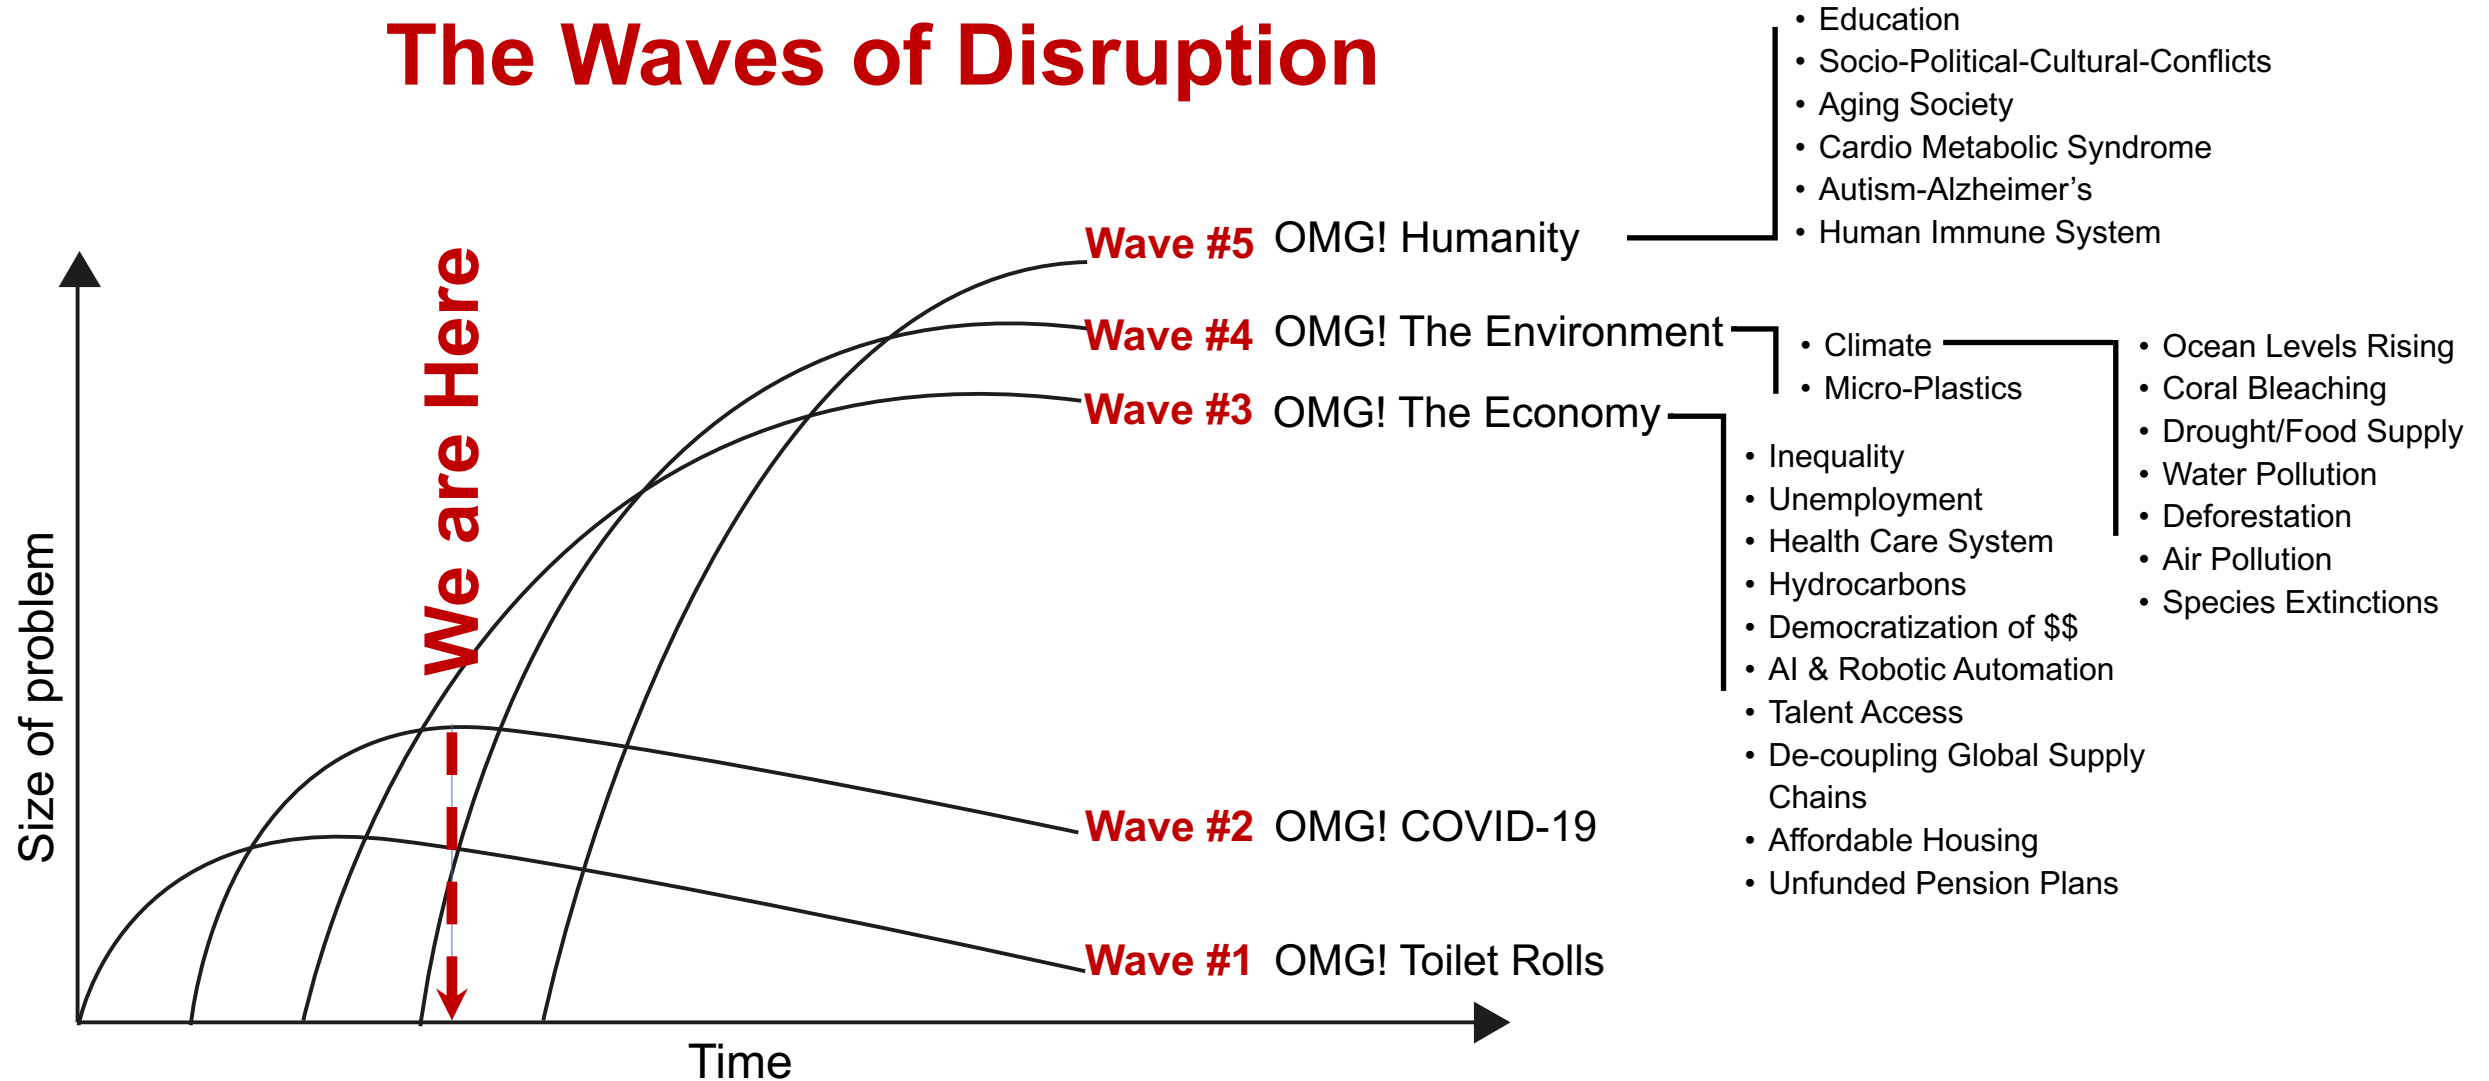 The Waves of Disruption
• Education
• Socio-Political-Cultural-Conflicts
• Aging Society
• Cardio Metabolic Syndrome
• Autism-Alzheimer’s
• Human Immune System
Wave #5 OMG! Humanity
Wave #4 OMG! The Environment
• Climate
• Micro-Plastics
• Ocean Levels Rising
• Coral Bleaching
• Drought/Food Supply
• Water Pollution
• Deforestation
• Air Pollution
• Species Extinctions
Wave #3 OMG! The Economy
• Inequality
• Unemployment
• Health Care System
• Hydrocarbons
• Democratization of $$
• AI & Robotic Automation
• Talent Access
• De-coupling Global Supply
Chains
• Affordable Housing
• Unfunded Pension Plans
Wave #2 OMG! COVID-19
Wave #1 OMG! Toilet Rolls
We are Here
Size of problem
Time